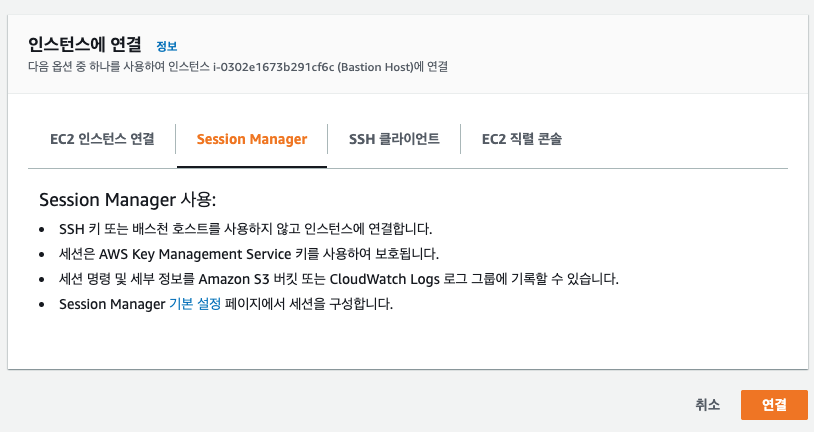 인스턴스에 연결 정보
다음 옵션 중 하나를 사용하여 인스턴스 i-0302e1673b291cf6c (Bastion Host)에 연결
EC2 인스턴스 연결 Session Manager SSH 클라이언트 EC2 직렬 콘솔
Session Manager 사용:
• SSH 키 또는 배스천 호스트를 사용하지 않고 인스턴스에 연결합니다.
• 세션은 AWS Key Management Service 키를 사용하여 보호됩니다.
• 세션 명령 및 세부 정보를 Amazon S3 버킷 또는 CloudWatch Logs 로그 그룹에 기록할 수 있습니다.
• Session Manager 기본 설정 페이지에서 세션을 구성합니다.
취소 연결